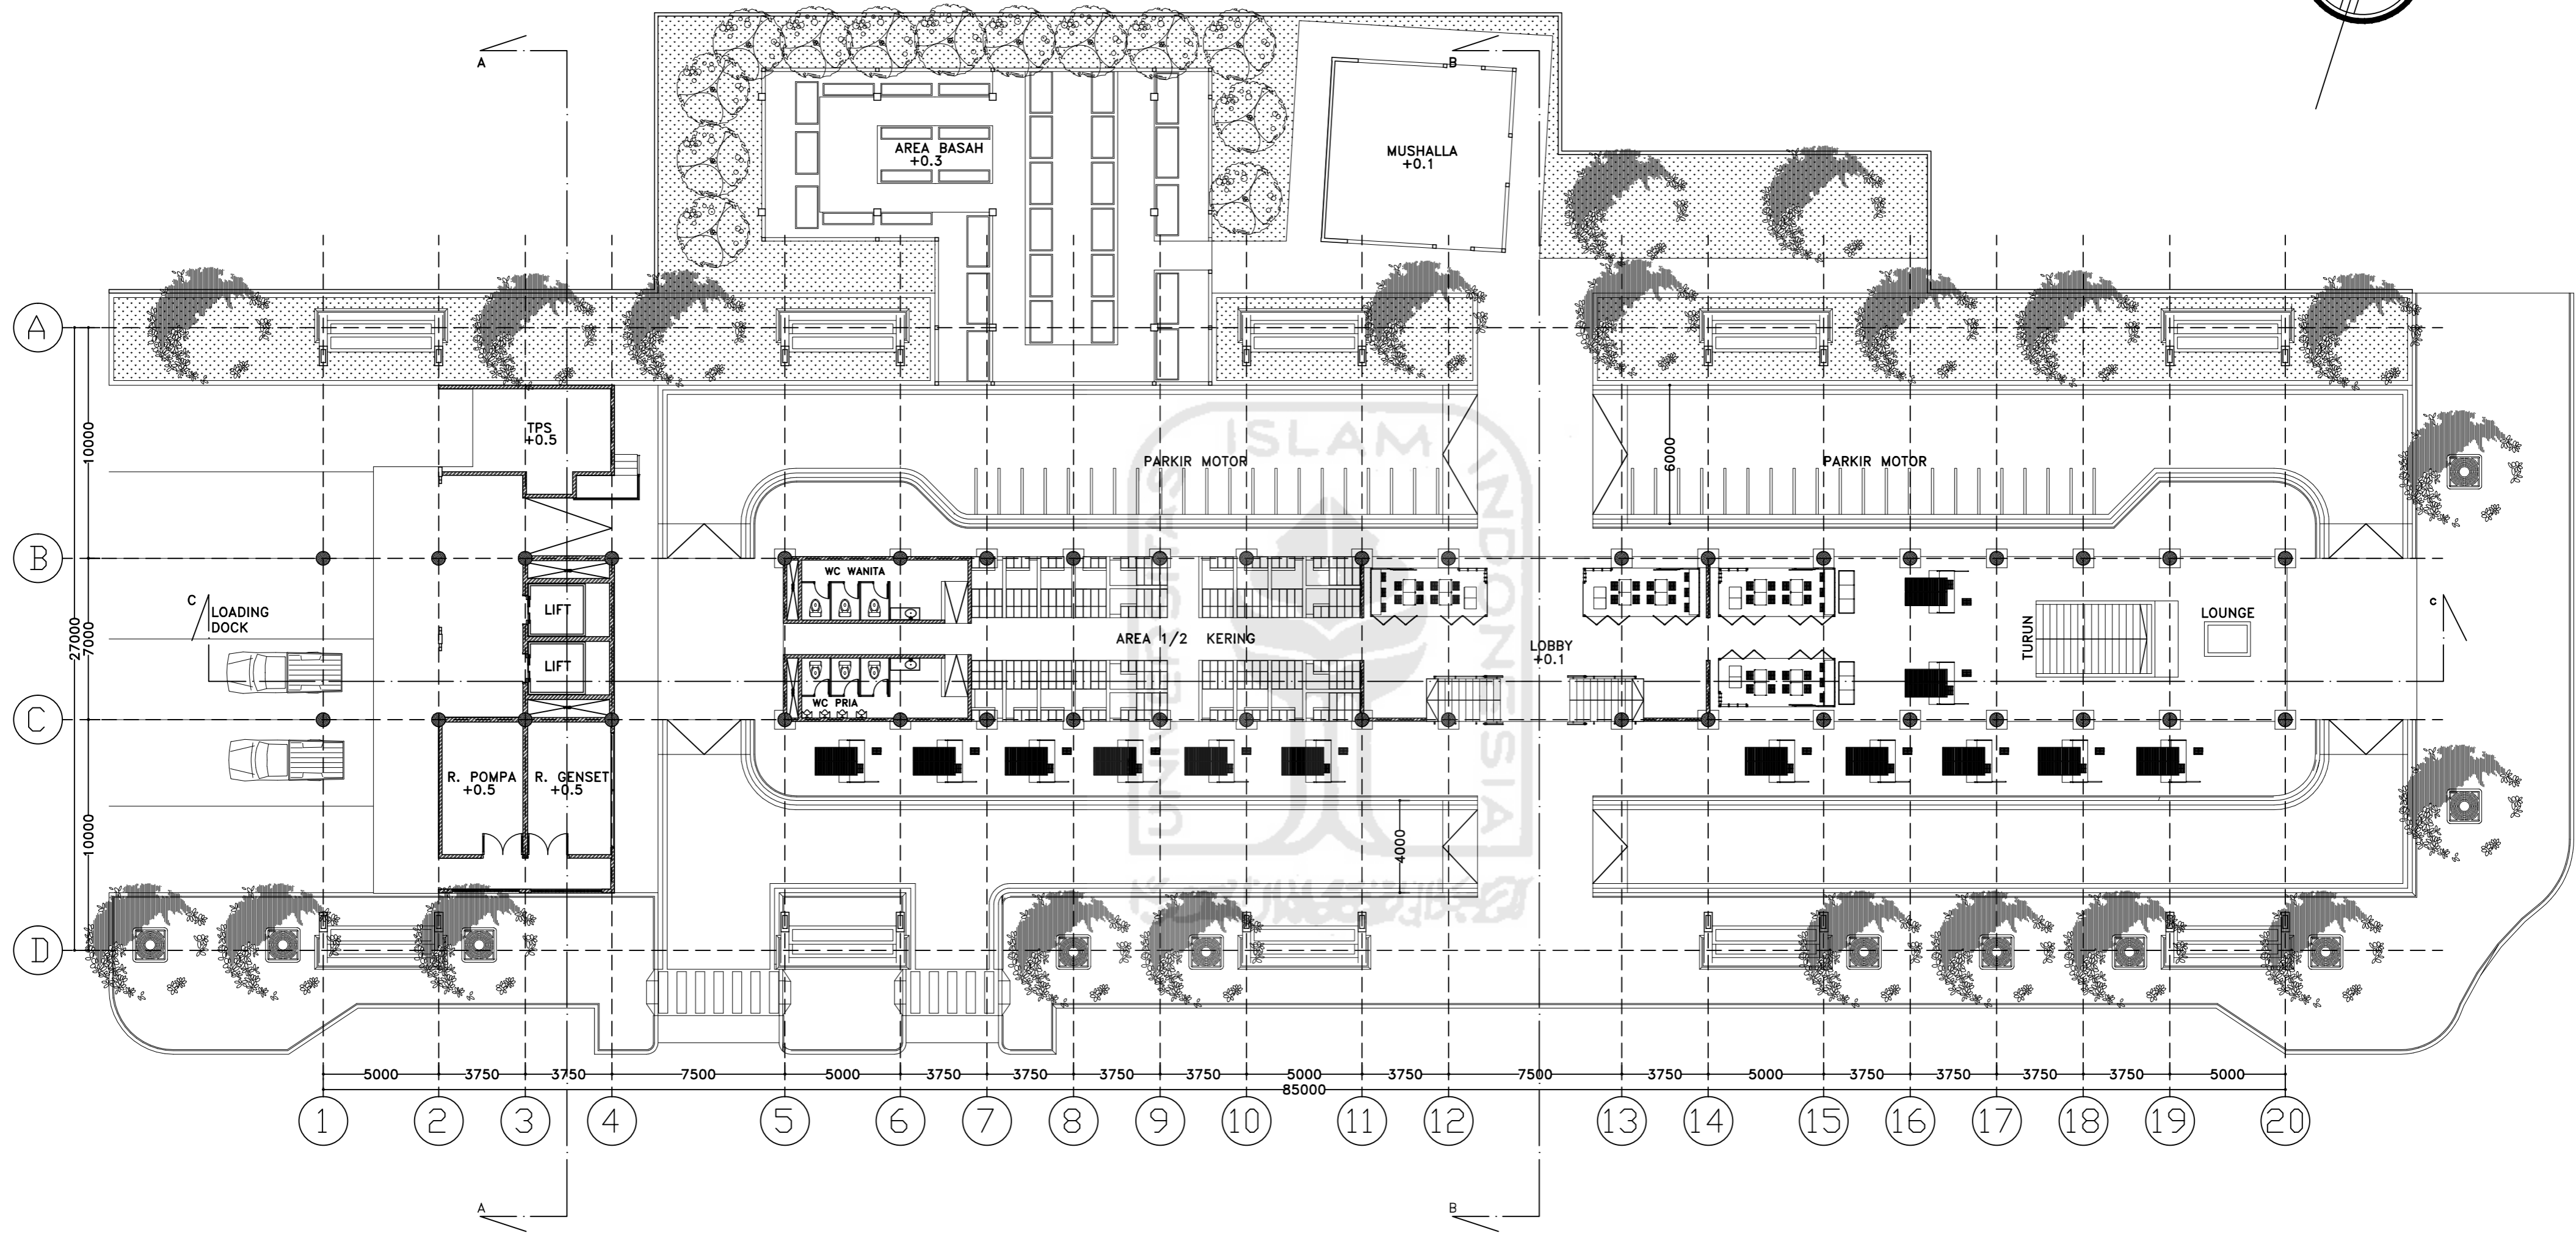 A
B
AREA BASAH
+0.3
MUSHALLA
+0.1
A
TPS
+0.5
10000
ISLAM
PARKIR MOTOR
6000
PARKIR MOTOR
UNIVERSITAS
INDONESIA
B
WC WANITA
C
LOADING
DOCK
LIFT
27000
7000
AREA 1/2 KERING
LOBBY
+0.1
TURUN
LOUNGE
C
LIFT
WC PRIA
C
R. POMPA
+0.5
R. GENSET
+0.5
10000
4000
D
5000 3750 3750 7500 5000 3750 3750 3750 3750 5000 3750 7500 3750 5000 3750 3750 3750 3750 5000
85000
1 2 3 4 5 6 7 8 9 10 11 12 13 14 15 16 17 18 19 20
A
B